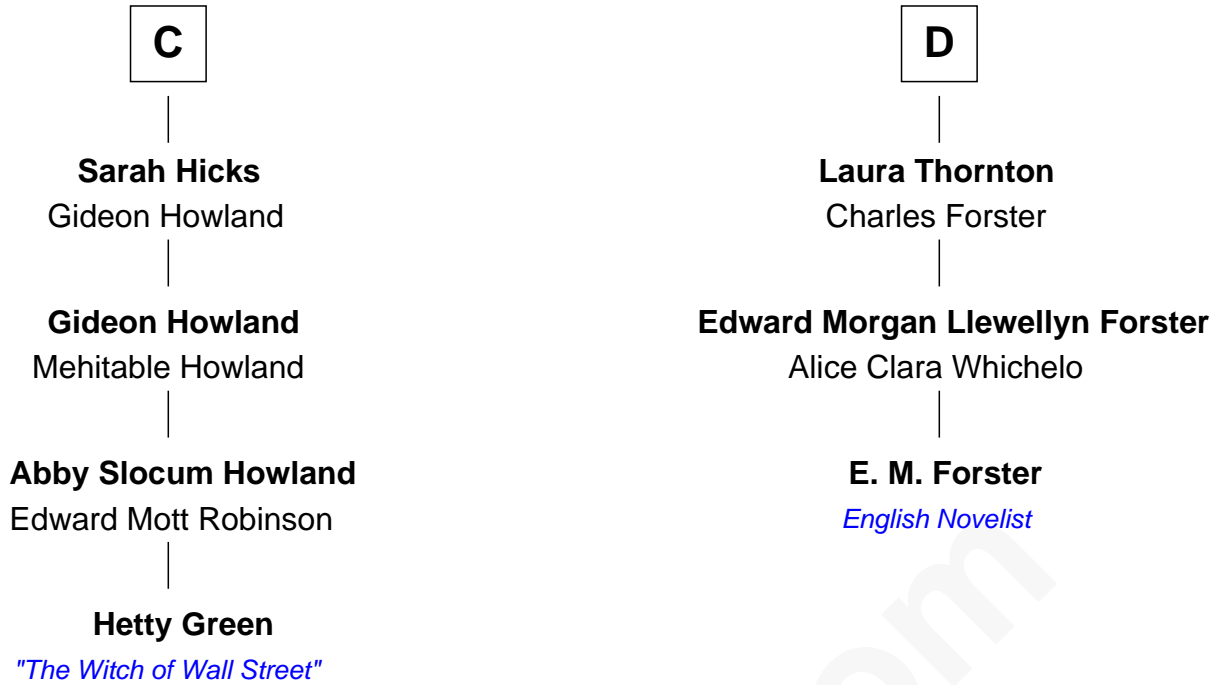 C
Sarah Hicks
Gideon Howland
Gideon Howland
Mehitable Howland
Abby Slocum Howland
Edward Mott Robinson
Hetty Green
"The Witch of Wall Street"
D
Laura Thornton
Charles Forster
Edward Morgan Llewellyn Forster
Alice Clara Whichelo
E. M. Forster
English Novelist
om